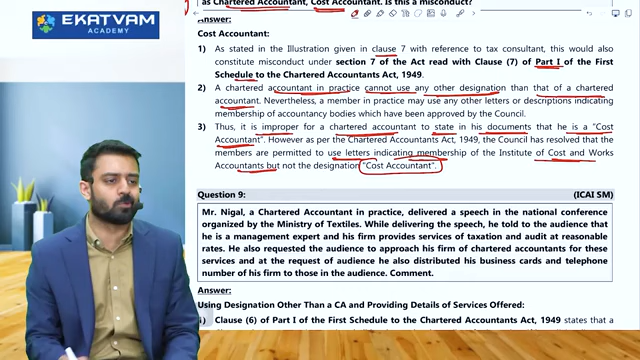 as Chartered Accountant, Cost Accountant. Is this a misconduct?
EKATVAM
ACADEMY
Answer:
Cost Accountant:
1) As stated in the Illustration given in clause 7 with reference to tax consultant, this would also
constitute misconduct under section 7 of the Act read with Clause (7) of Part I of the First
Schedule to the Chartered Accountants Act, 1949.
2) A chartered accountant in practice cannot use any other designation than that of a chartered
accountant. Nevertheless, a member in practice may use any other letters or descriptions indicating
membership of accountancy bodies which have been approved by the Council.
3) Thus, it is improper for a chartered accountant to state in his documents that he is a “Cost
Accountant”. However as per the Chartered Accountants Act, 1949, the Council has resolved that the
members are permitted to use letters indicating membership of the Institute of Cost and Works
Accountants but not the designation “Cost Accountant”.
Question 9: (ICAI SM)
Mr. Nigal, a Chartered Accountant in practice, delivered a speech in the national conference
organized by the Ministry of Textiles. While delivering the speech, he told to the audience that
he is a management expert and his firm provides services of taxation and audit at reasonable
rates. He also requested the audience to approach his firm of chartered accountants for these
services and at the request of audience he also distributed his business cards and telephone
number of his firm to those in the audience. Comment.
Answer:
Using Designation Other Than a CA and Providing Details of Services Offered:
Clause (6) of Part I of the First Schedule to the Chartered Accountants Act, 1949 states that a